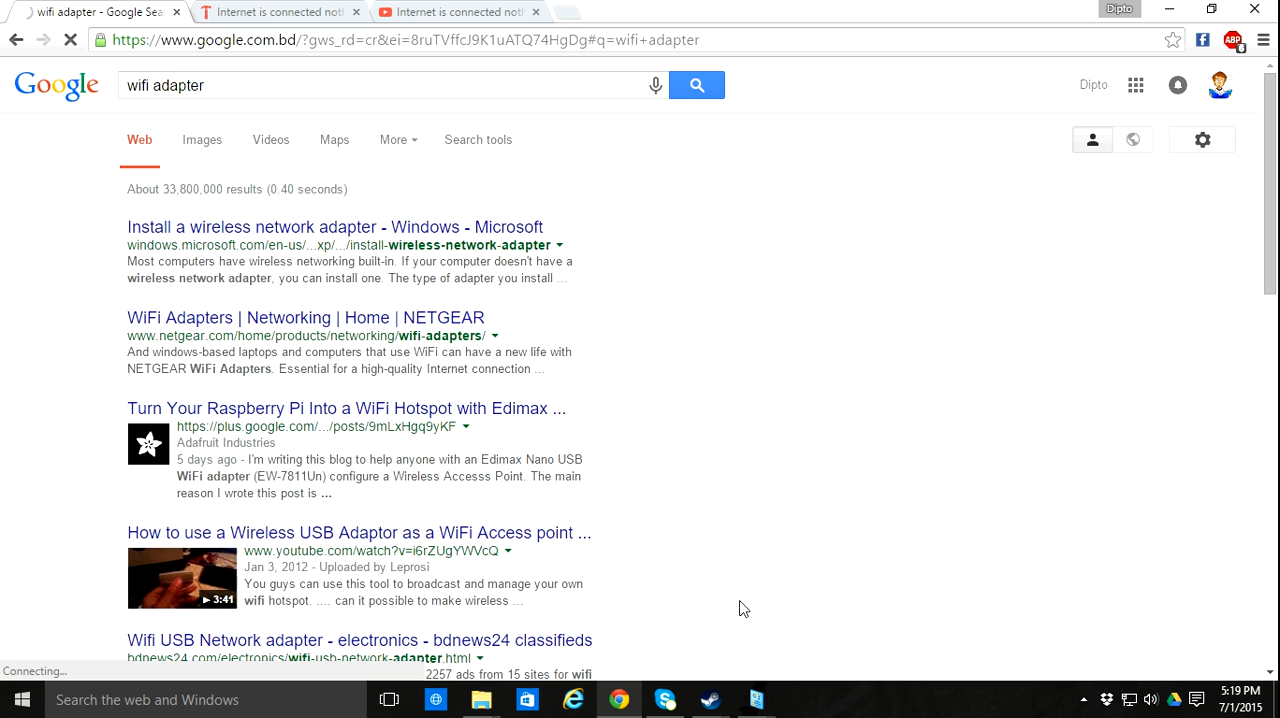 wifi adapter - Google Sea
Internet is connected noth
Internet is connected noth
Dipto
https://www.google.com.bd/?gws_rd=cr&ei=8ruTVffcJ9K1uATQ74HgDg#q=wifi+adapter
ABP
6
Google
wifi adapter
Dipto
Web
Images
Videos
Maps
More
Search tools
About 33,800,000 results (0.40 seconds)
Install a wireless network adapter - Windows - Microsoft
windows.microsoft.com/en-us/...xp/.../install-wireless-network-adapter
Most computers have wireless networking built-in. If your computer doesn't have a
wireless network adapter, you can install one. The type of adapter you install ...
WiFi Adapters | Networking | Home | NETGEAR
www.netgear.com/home/products/networking/wifi-adapters/
And windows-based laptops and computers that use WiFi can have a new life with
NETGEAR WiFi Adapters. Essential for a high-quality Internet connection ...
Turn Your Raspberry Pi Into a WiFi Hotspot with Edimax ...
https://plus.google.com/.../posts/9mLxHgq9yKF
Adafruit Industries
5 days ago - I'm writing this blog to help anyone with an Edimax Nano USB
WiFi adapter (EW-7811Un) configure a Wireless Accesss Point. The main
reason I wrote this post is ...
How to use a Wireless USB Adaptor as a WiFi Access point ...
www.youtube.com/watch?v=i6rZUgYWVcQ
Jan 3, 2012 - Uploaded by Leprosi
You guys can use this tool to broadcast and manage your own
3:41
wifi hotspot. .... can it possible to make wireless ...
Wifi USB Network adapter - electronics - bdnews24 classifieds
bdnews24.com/electronics/wifi-usb-network-adapter.html
Connecting...
2257 ads from 15 sites for wifi
Search the web and Windows
5:19 PM
7/1/2015